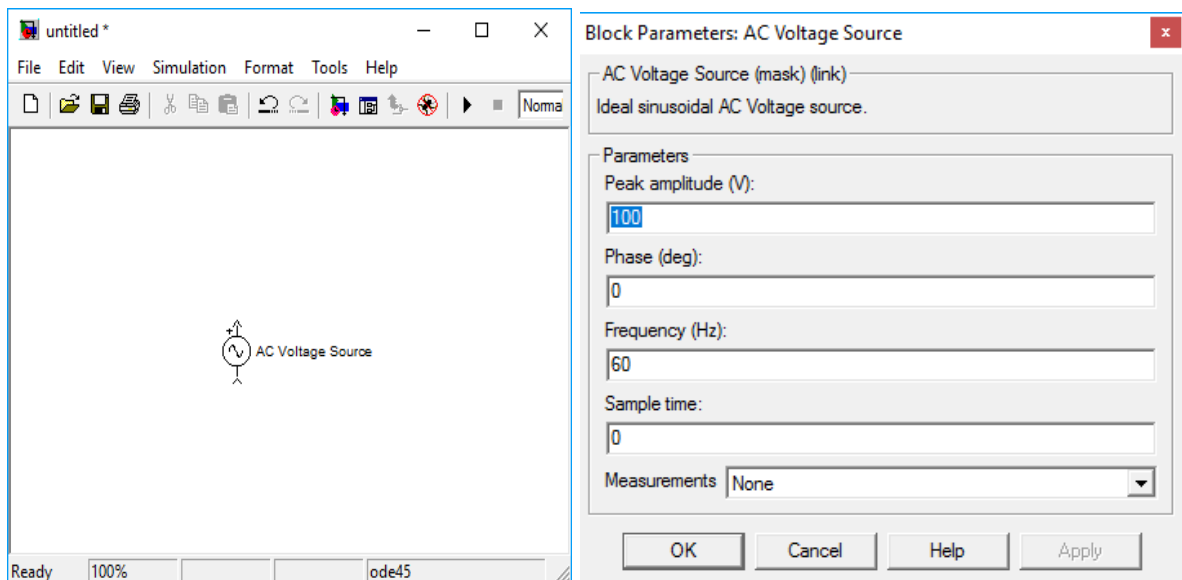 untitled *
File Edit View Simulation Format Tools Help
Norma
+
AC Voltage Source
Ready 100% ode45
Block Parameters: AC Voltage Source
x
AC Voltage Source (mask) (link)
Ideal sinusoidal AC Voltage source.
Parameters
Peak amplitude (V):
100
Phase (deg):
0
Frequency (Hz):
60
Sample time:
0
Measurements None
OK Cancel Help Apply